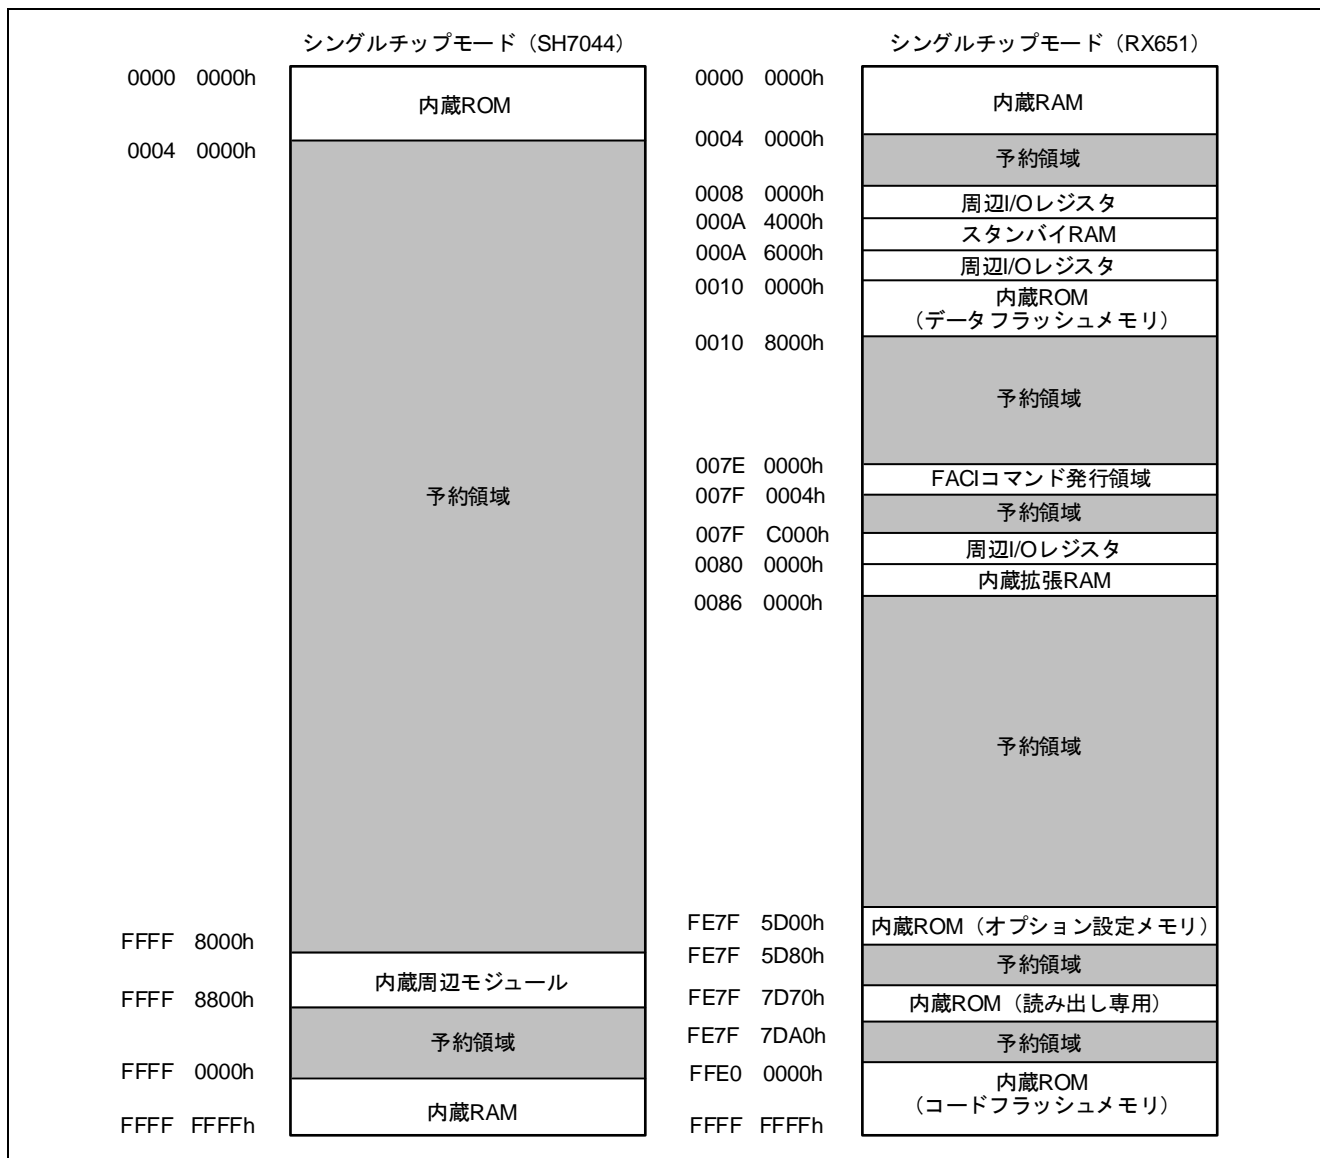 シングルチップモード（SH7044）
0000 0000h
内蔵ROM
0004 0000h
予約領域
FFFF 8000h
内蔵周辺モジュール
FFFF 8800h
予約領域
FFFF 0000h
内蔵RAM
FFFF FFFFh
シングルチップモード（RX651）
0000 0000h
内蔵RAM
0004 0000h
予約領域
0008 0000h
周辺I/Oレジスタ
000A 4000h
スタンバイRAM
000A 6000h
周辺I/Oレジスタ
0010 0000h
内蔵ROM
（データフラッシュメモリ）
0010 8000h
予約領域
007E 0000h
FACIコマンド発行領域
007F 0004h
予約領域
007F C000h
周辺I/Oレジスタ
0080 0000h
内蔵拡張RAM
0086 0000h
予約領域
FE7F 5D00h
内蔵ROM（オプション設定メモリ）
FE7F 5D80h
予約領域
FE7F 7D70h
内蔵ROM（読み出し専用）
FE7F 7DA0h
予約領域
FFE0 0000h
内蔵ROM
（コードフラッシュメモリ）
FFFF FFFFh